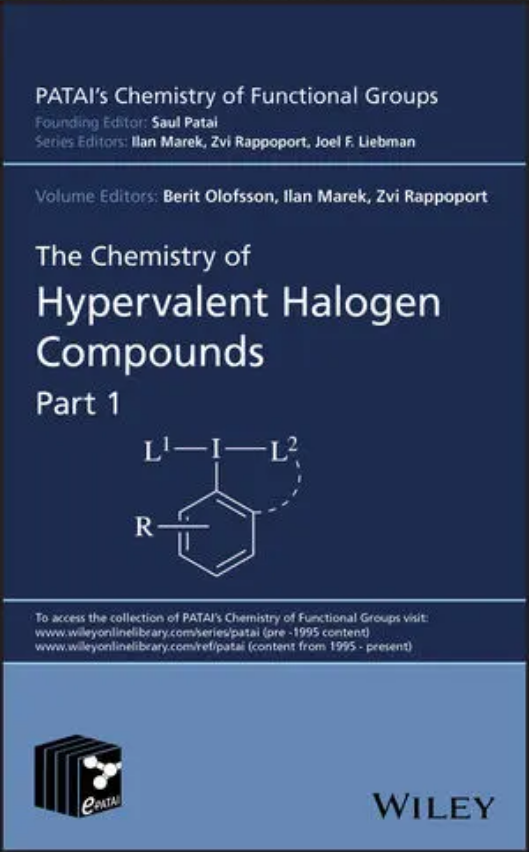 PATAI's Chemistry of Functional Groups
Founding Editor: Saul Patai
Series Editors: Ilan Marek, Zvi Rappoport, Joel F. Liebman
Volume Editors: Berit Olofsson, Ilan Marek, Zvi Rappoport
The Chemistry of
Hypervalent Halogen
Compounds
Part 1
L¹—I—L²
R
To access the collection of PATAI's Chemistry of Functional Groups visit:
www.wileyonlinelibrary.com/series/patai (pre -1995 content)
www.wileyonlinelibrary.com/ref/patai (content from 1995 - present)
ePATAI
WILEY